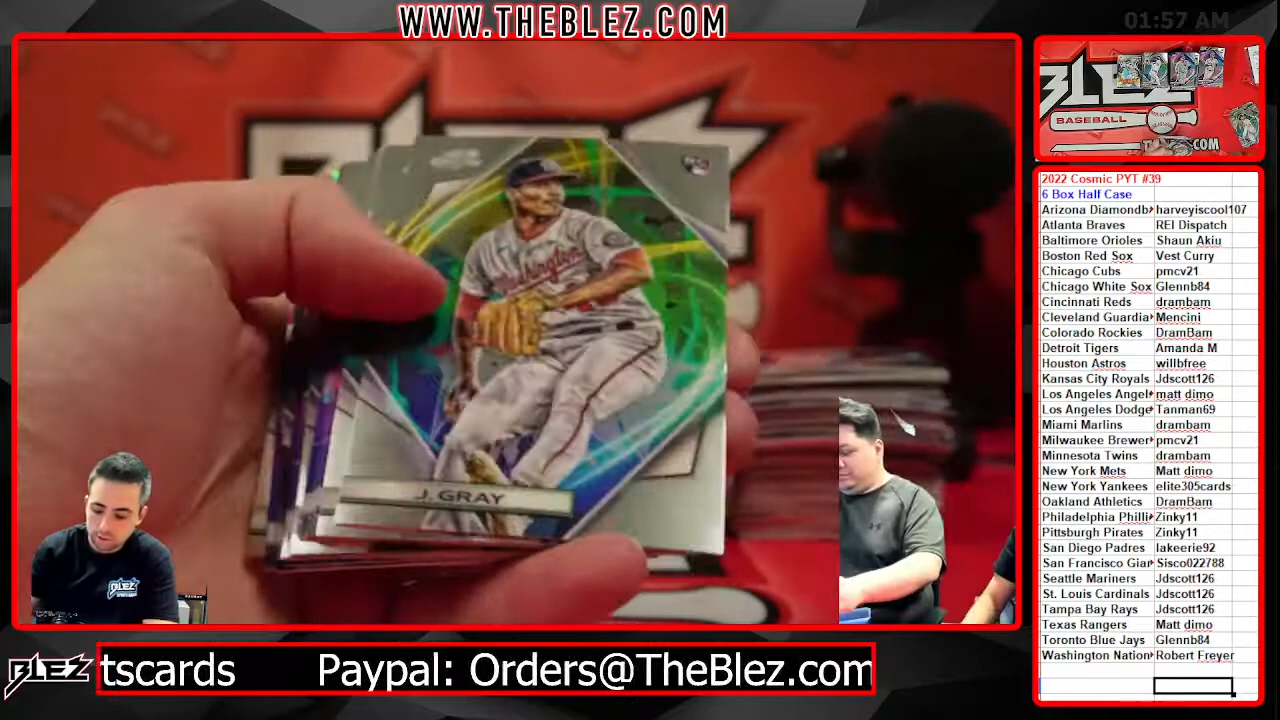 WWW.THEBLEZ.COM
01:57 AM
BLEZ
BASEBALL
2022 Cosmic PYT #39
6 Box Half Case
Arizona Diamondb harveyiscool107
Atlanta Braves REI Dispatch
Baltimore Orioles Shaun Akiu
Boston Red Sox Vest Curry
Chicago Cubs pmcv21
Chicago White Sox Glennb84
Cincinnati Reds drambam
Cleveland Guardia Mencini
Colorado Rockies DramBam
Detroit Tigers Amanda M
Houston Astros willbfree
Kansas City Royals Jdscott126
Los Angeles Angel matt dimo
Los Angeles Dodge Tanman69
Miami Marlins drambam
Milwaukee Brewer pmcv21
Minnesota Twins drambam
New York Mets Matt dimo
New York Yankees elite305cards
Oakland Athletics DramBam
Philadelphia Philli Zinky11
Pittsburgh Pirates Zinky11
San Diego Padres lakeerie92
San Francisco Gian Sisco022788
Seattle Mariners Jdscott126
St. Louis Cardinals Jdscott126
Tampa Bay Rays Jdscott126
Texas Rangers Matt dimo
Toronto Blue Jays Glennb84
Washington Nation Robert Freyer
Washington
J. GRAY
BLEZ
BLEZ
tscards Paypal: Orders@TheBlez.com